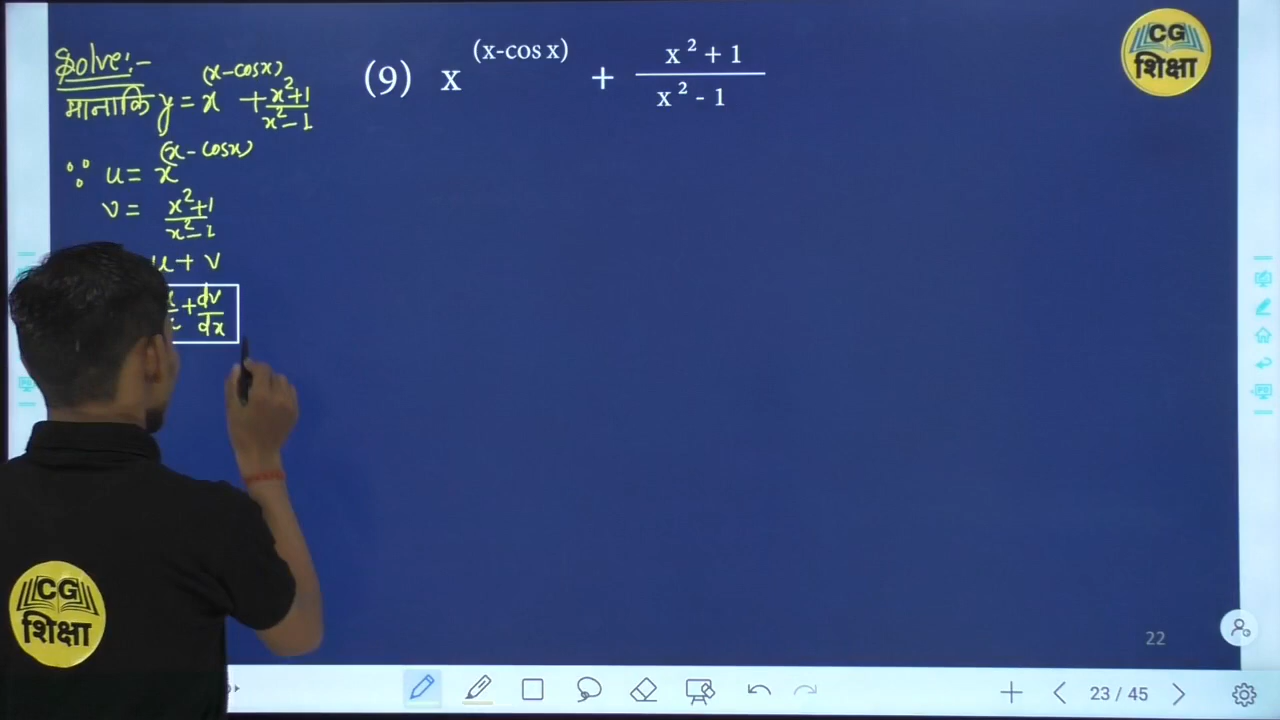 Solve:-
मानाकि y = x^(x-cosx) + x²+1/x²-1
∵ u = x^(x-cosx)
v = x²+1/x²-1
u + v
+ dv/dx
(9) x^(x-cos x) + x² + 1/x² - 1
CG
शिक्षा
CG
शिक्षा
22
23 / 45